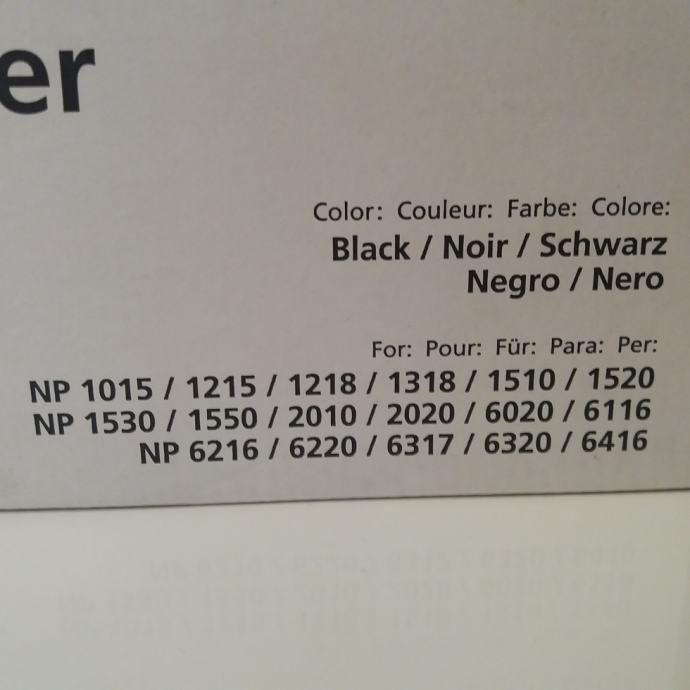 er
Color: Couleur: Farbe: Colore:
Black / Noir / Schwarz
Negro / Nero
For: Pour: Für: Para: Per:
NP 1015 / 1215 / 1218 / 1318 / 1510 / 1520
NP 1530 / 1550 / 2010 / 2020 / 6020 / 6116
NP 6216 / 6220 / 6317 / 6320 / 6416